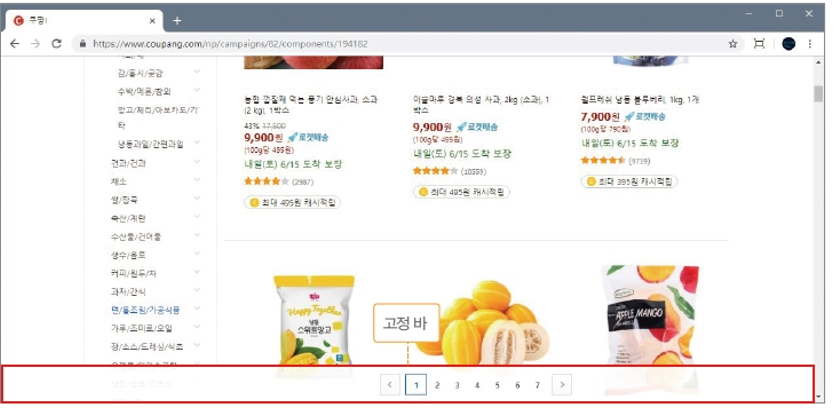 쿠팡!
https://www.coupang.com/np/campaigns/82/components/194182
감/홍시/곶감
수박/메론/참외
망고/체리/아보카도/기
타
냉동과일/간편과일
견과/건과
채소
쌀/잡곡
축산/계란
수산물/건어물
생수/음료
커피/원두/차
과자/간식
면/통조림/가공식품
가루/조미료/오일
장/소스/드레싱/식초
농협 껍질째 먹는 풍기 안심사과, 소과
(2 kg), 1박스
43% 17,500
9,900원 로켓배송
(100g당 495원)
내일(토) 6/15 도착 보장
(2987)
최대 495원 캐시적립
이슬마루 경북 의성 사과, 2kg (소과), 1
박스
9,900원 로켓배송
(100g당 495원)
내일(토) 6/15 도착 보장
(10559)
최대 495원 캐시적립
웰프레쉬 냉동 블루베리, 1kg, 1개
7,900원 로켓배송
(100g당 790원)
내일(토) 6/15 도착 보장
(9719)
최대 395원 캐시적립
Happy Together
냉동
스위트망고
APPLE MANGO
고정 바
< 1 2 3 4 5 6 7 >